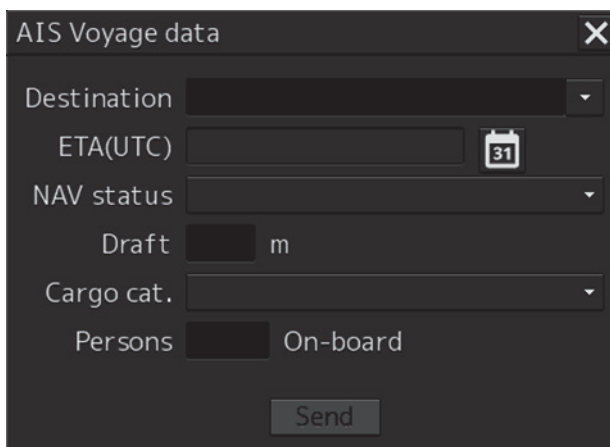 AIS Voyage data
Destination
ETA(UTC)
31
NAV status
Draft m
Cargo cat.
Persons On-board
Send